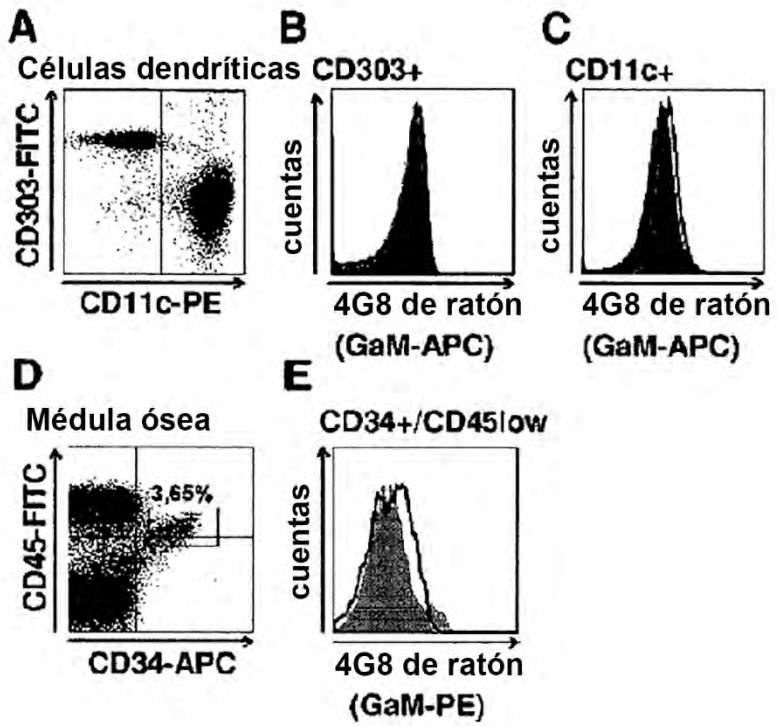 A
B
C
Células dendríticas
CD303+
CD11c+
CD303-FITC
CD11c-PE
cuentas
4G8 de ratón
(GaM-APC)
cuentas
4G8 de ratón
(GaM-APC)
D
E
Médula ósea
CD34+/CD45low
3,65%
CD45-FITC
CD34-APC
cuentas
4G8 de ratón
(GaM-PE)